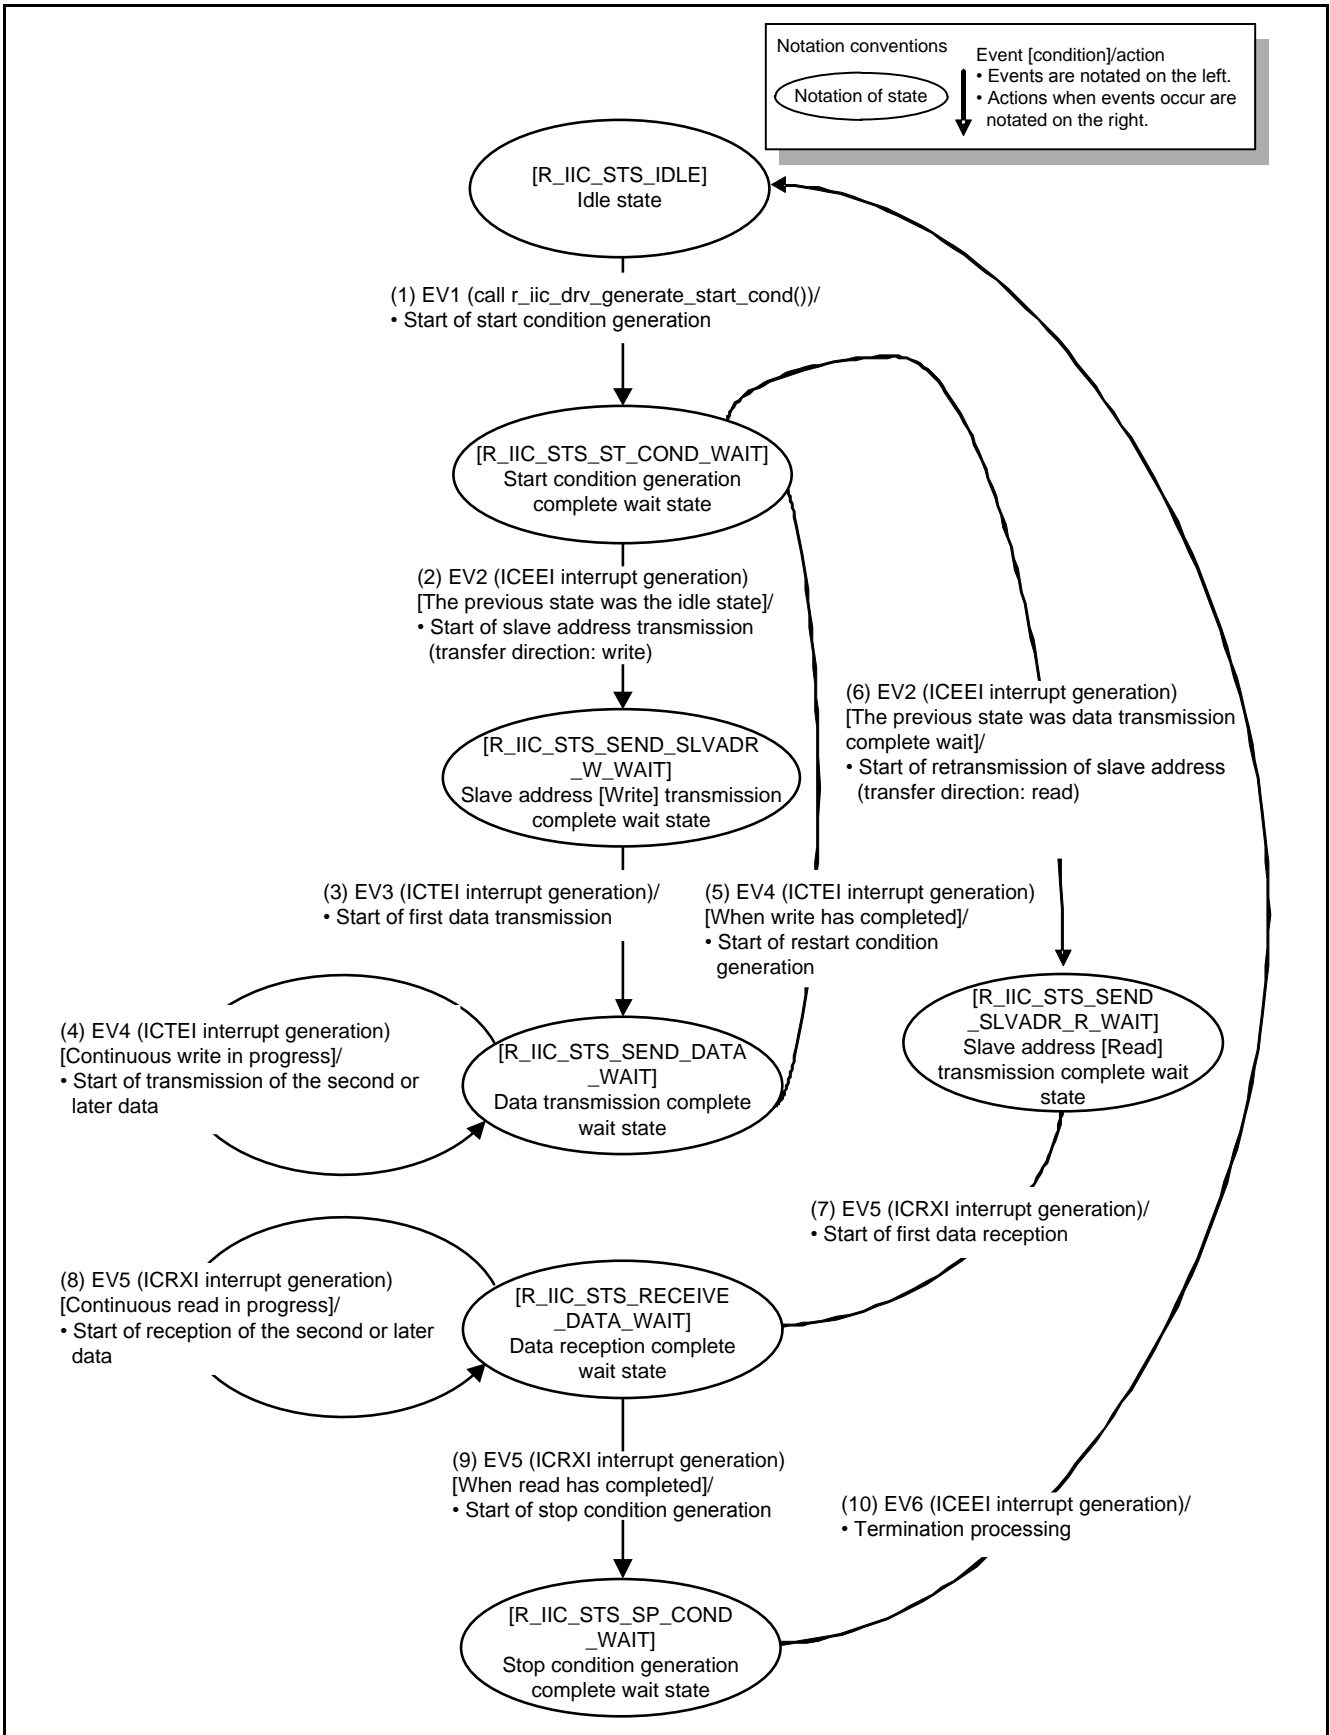 Notation conventions
Notation of state
Event [condition]/action
• Events are notated on the left.
• Actions when events occur are
notated on the right.
[R_IIC_STS_IDLE]
Idle state
(1) EV1 (call r_iic_drv_generate_start_cond())/
• Start of start condition generation
[R_IIC_STS_ST_COND_WAIT]
Start condition generation
complete wait state
(2) EV2 (ICEEI interrupt generation)
[The previous state was the idle state]/
• Start of slave address transmission
(transfer direction: write)
(6) EV2 (ICEEI interrupt generation)
[The previous state was data transmission
complete wait]/
• Start of retransmission of slave address
(transfer direction: read)
[R_IIC_STS_SEND_SLVADR
_W_WAIT]
Slave address [Write] transmission
complete wait state
(3) EV3 (ICTEI interrupt generation)/
• Start of first data transmission
(5) EV4 (ICTEI interrupt generation)
[When write has completed]/
• Start of restart condition
generation
(4) EV4 (ICTEI interrupt generation)
[Continuous write in progress]/
• Start of transmission of the second or
later data
[R_IIC_STS_SEND_DATA
_WAIT]
Data transmission complete
wait state
[R_IIC_STS_SEND
_SLVADR_R_WAIT]
Slave address [Read]
transmission complete wait
state
(7) EV5 (ICRXI interrupt generation)/
• Start of first data reception
(8) EV5 (ICRXI interrupt generation)
[Continuous read in progress]/
• Start of reception of the second or later
data
[R_IIC_STS_RECEIVE
_DATA_WAIT]
Data reception complete
wait state
(9) EV5 (ICRXI interrupt generation)
[When read has completed]/
• Start of stop condition generation
(10) EV6 (ICEEI interrupt generation)/
• Termination processing
[R_IIC_STS_SP_COND
_WAIT]
Stop condition generation
complete wait state